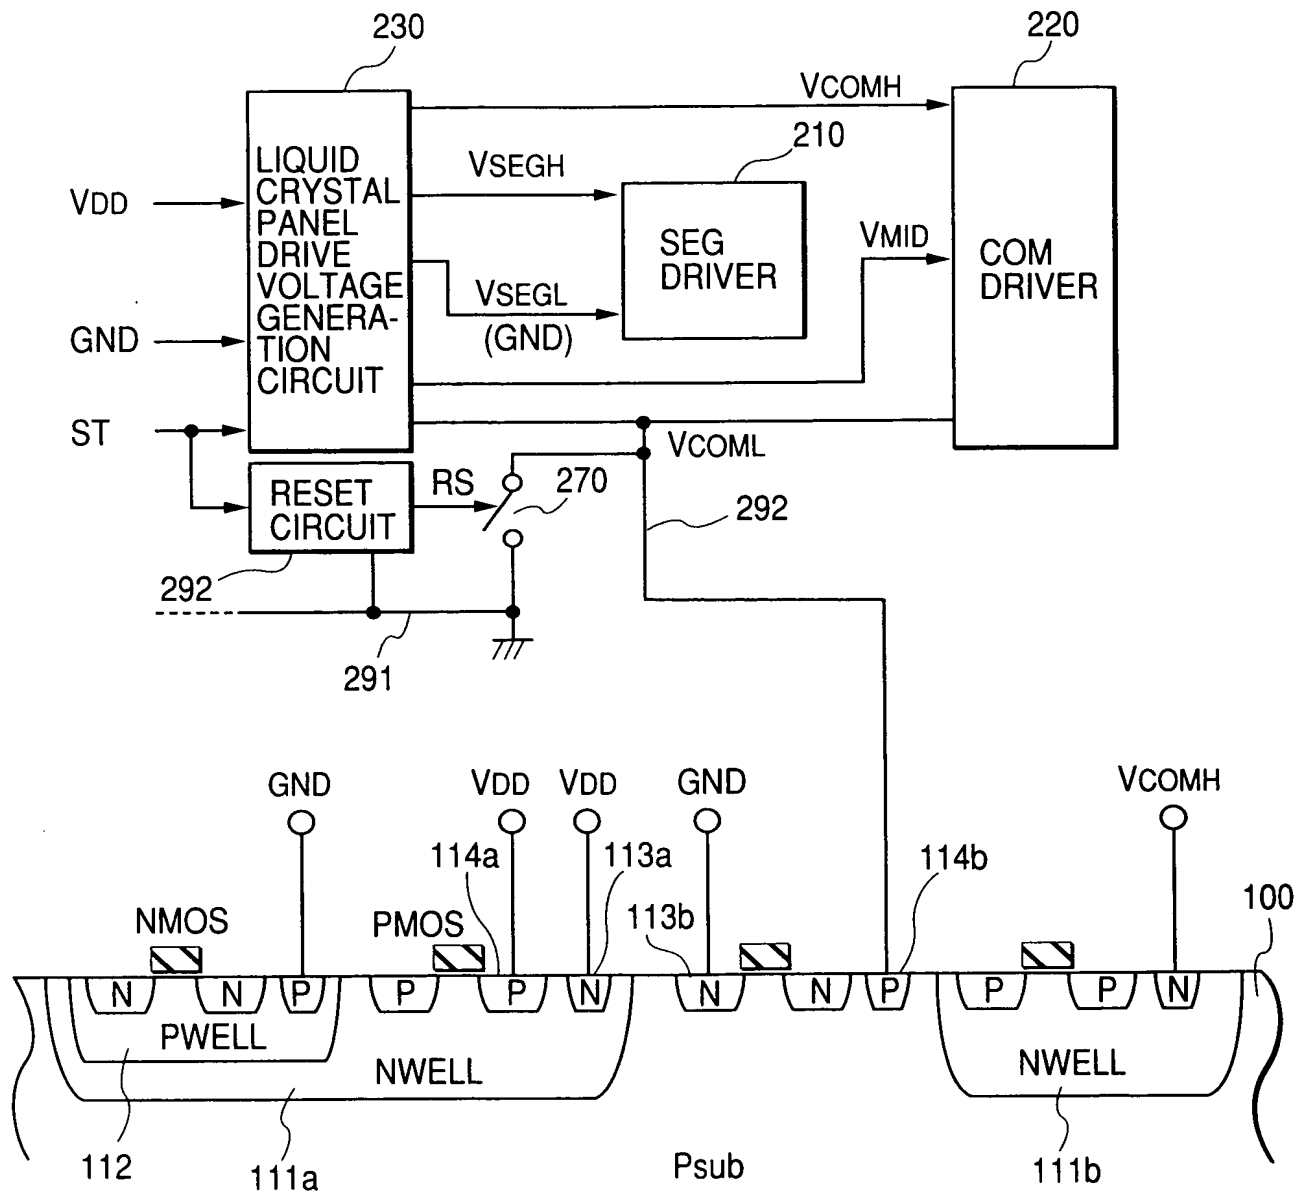 230
220
VCOMH
210
LIQUID
CRYSTAL
PANEL
DRIVE
VOLTAGE
GENERA-
TION
CIRCUIT
VSEGH
VDD
SEG
DRIVER
VMID
COM
DRIVER
VSEGL
(GND)
GND
ST
VCOML
RESET
CIRCUIT
RS
270
292
292
291
GND
VDD
VDD
GND
VCOMH
114a
113a
114b
113b
100
NMOS
PMOS
N
N
P
P
P
N
N
N
P
P
P
N
PWELL
NWELL
NWELL
112
111a
Psub
111b